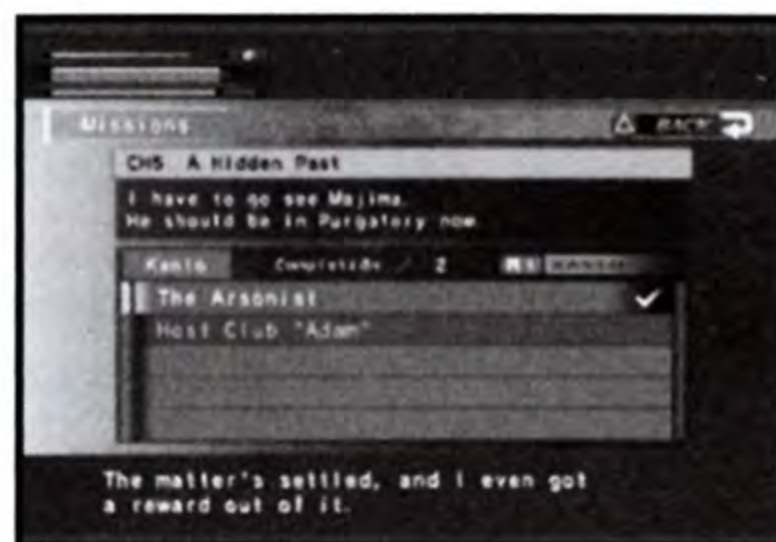 Missions
BACK
CH5 A Hidden Past
I have to go see Majima.
He should be in Purgatory now.
Completion / 2
The Arsonist
Host Club "Adam"
The matter's settled, and I even got
a reward out of it.